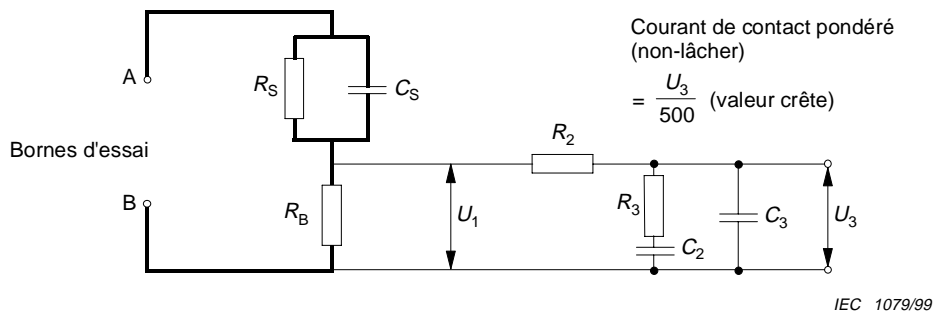 Courant de contact pondéré
(non-lâcher)
= U3/500 (valeur crête)
A
RS
CS
Bornes d'essai
R2
B
RB
U1
R3
C2
C3
U3
IEC 1079/99